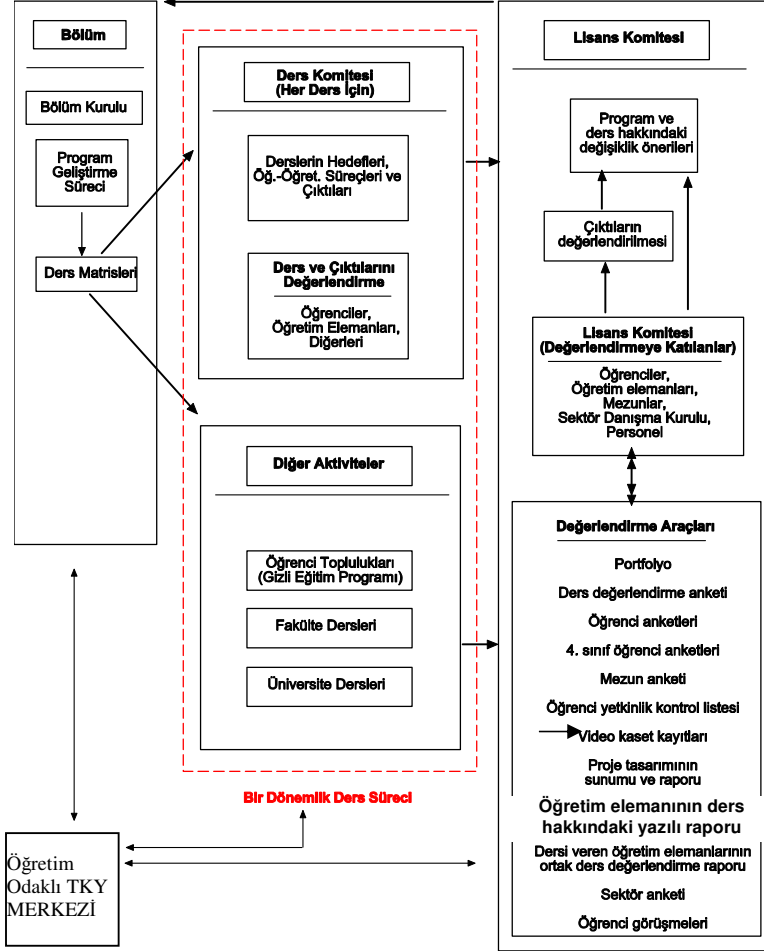 Bölüm
Bölüm Kurulu
Program
Geliştirme
Süreci
Ders Matrisleri
Ders Komitesi
(Her Ders İçin)
Derslerin Hedefleri,
Öğ.-Öğret. Süreçleri ve
Çıktıları
Ders ve Çıktılarını
Değerlendirme
Öğrenciler,
Öğretim Elemanları,
Diğerleri
Diğer Aktiviteler
Öğrenci Toplulukları
(Gizli Eğitim Programı)
Fakülte Dersleri
Üniversite Dersleri
Bir Dönemlik Ders Süreci
Lisans Komitesi
Program ve
ders hakkındaki
değişiklik önerileri
Çıktıların
değerlendirilmesi
Lisans Komitesi
(Değerlendirmeye Katılanlar)
Öğrenciler,
Öğretim elemanları,
Mezunlar,
Sektör Danışma Kurulu,
Personel
Değerlendirme Araçları
Portfolyo
Ders değerlendirme anketi
Öğrenci anketleri
4. sınıf öğrenci anketleri
Mezun anketi
Öğrenci yetkinlik kontrol listesi
Video kaset kayıtları
Proje tasarımının
sunumu ve raporu
Öğretim elemanının ders
hakkındaki yazılı raporu
Dersi veren öğretim elemanlarının
ortak ders değerlendirme raporu
Sektör anketi
Öğrenci görüşmeleri
Öğretim
Odaklı TKY
MERKEZİ